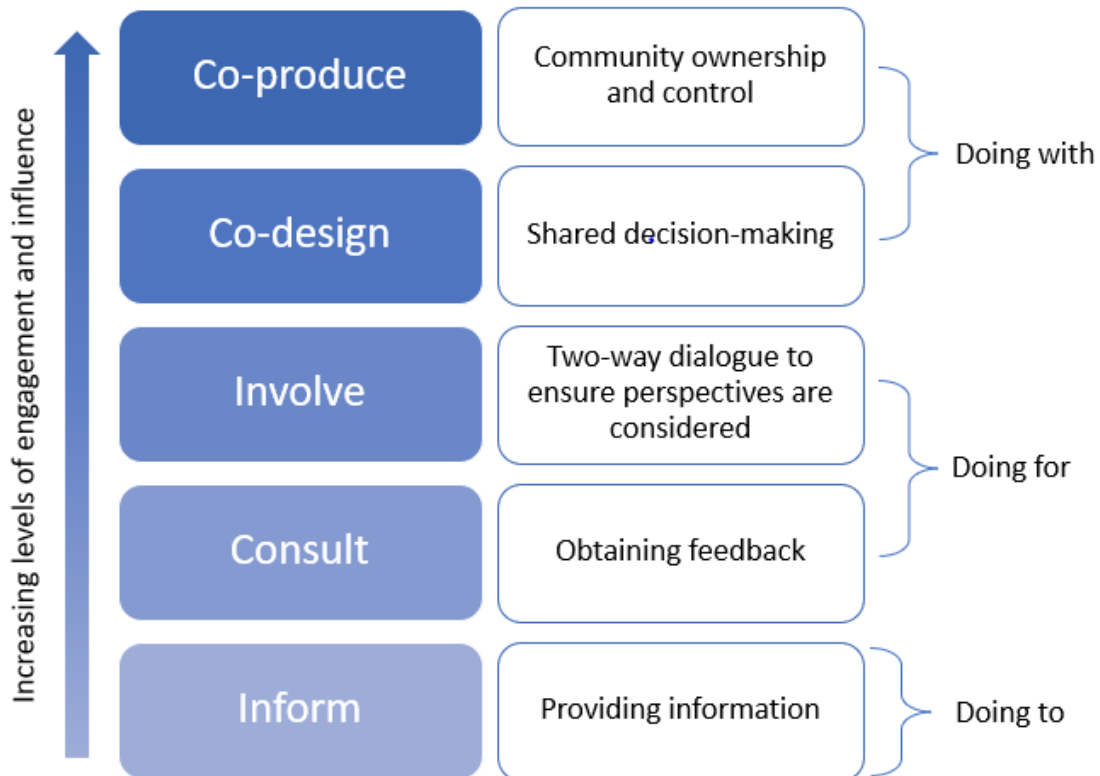 Increasing levels of engagement and influence
Co-produce
Community ownership
and control
Doing with
Co-design
Shared decision-making
Involve
Two-way dialogue to
ensure perspectives are
considered
Doing for
Consult
Obtaining feedback
Inform
Providing information
Doing to